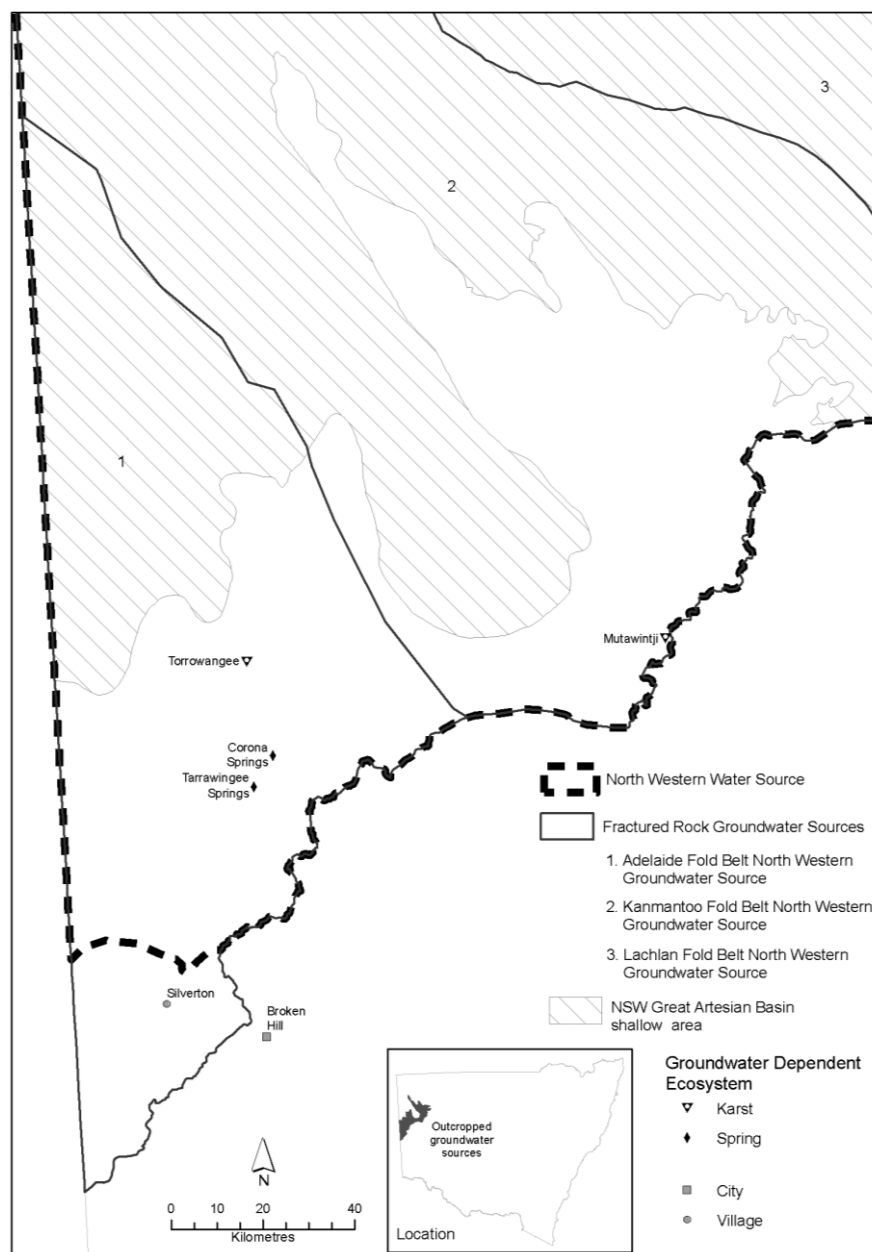 3
2
1
Mutawintji
Torrowangee
Corona
Springs
Tarrawingee
Springs
North Western Water Source
Fractured Rock Groundwater Sources
1. Adelaide Fold Belt North Western
Groundwater Source
2. Kanmantoo Fold Belt North Western
Groundwater Source
3. Lachlan Fold Belt North Western
Groundwater Source
NSW Great Artesian Basin
shallow area
Silverton
Broken
Hill
Groundwater Dependent
Ecosystem
Karst
Spring
City
Village
Outcropped
groundwater
sources
Location
N
0 10 20 40
Kilometres